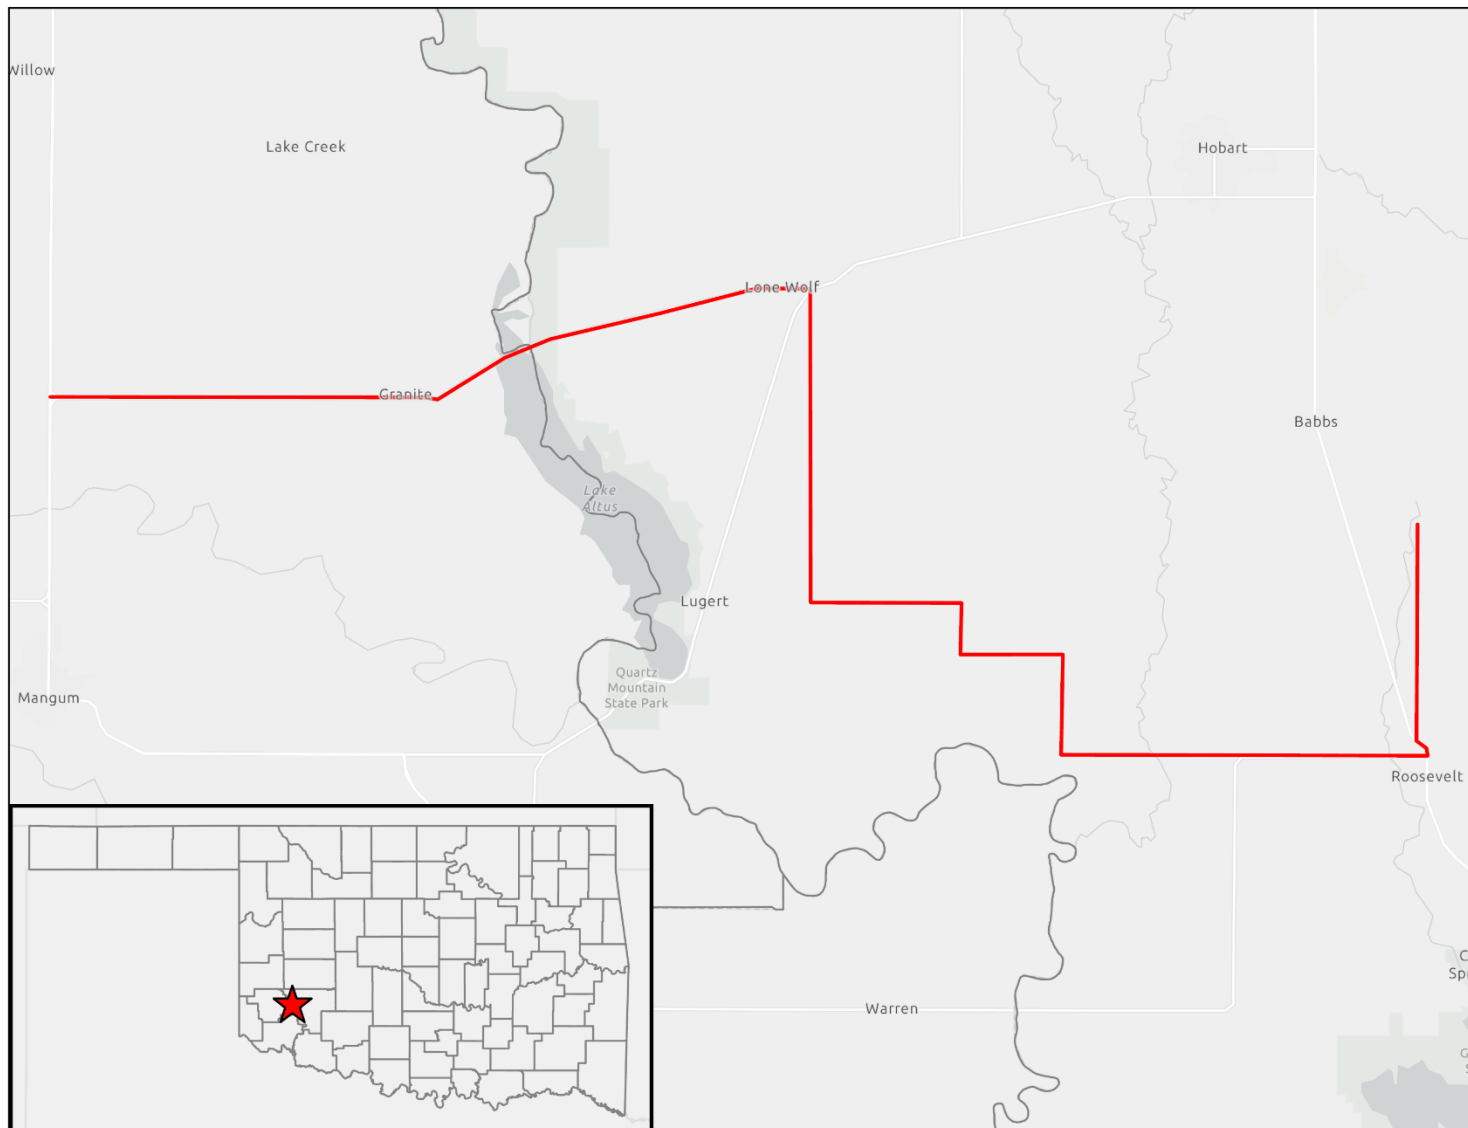 Willow
Lake Creek
Hobart
Lone Wolf
Granite
Babbs
Lake
Altus
Lugert
Quartz
Mountain
State Park
Mangum
Roosevelt
Warren